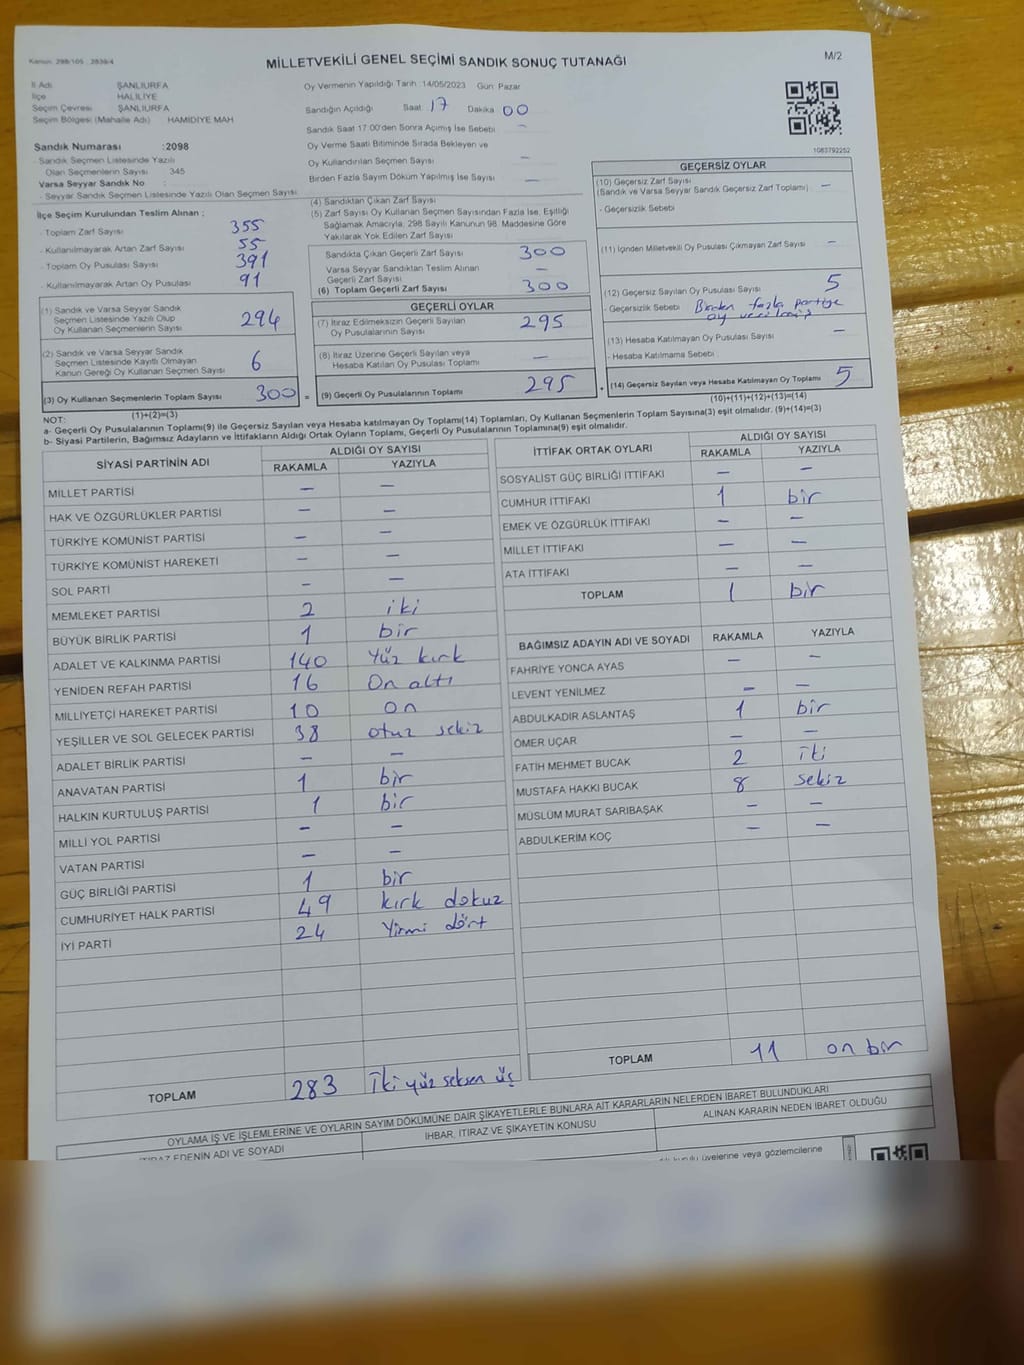 Kanun: 298/105 : 2839/4
MİLLETVEKİLİ GENEL SEÇİMİ SANDIK SONUÇ TUTANAĞI
M/2
İl Adı ŞANLIURFA
İlçe HALİLİYE
Seçim Çevresi ŞANLIURFA
Seçim Bölgesi (Mahalle Adı) HAMİDİYE MAH
Sandık Numarası :2098
- Sandık Seçmen Listesinde Yazılı
Olan Seçmenlerin Sayısı 345
Varsa Seyyar Sandık No :
- Seyyar Sandık Seçmen Listesinde Yazılı Olan Seçmen Sayısı
Oy Vermenin Yapıldığı Tarih :14/05/2023 Gün: Pazar
Sandığın Açıldığı Saat 17 Dakika 00
Sandık Saat 17:00'den Sonra Açılmış İse Sebebi -
Oy Verme Saati Bitiminde Sırada Bekleyen ve
Oy Kullandırılan Seçmen Sayısı -
Birden Fazla Sayım Döküm Yapılmış İse Sayısı -
1083792252
İlçe Seçim Kurulundan Teslim Alınan ;
- Toplam Zarf Sayısı 355
- Kullanılmayarak Artan Zarf Sayısı 55
- Toplam Oy Pusulası Sayısı 391
- Kullanılmayarak Artan Oy Pusulası 91
(1) Sandık ve Varsa Seyyar Sandık
Seçmen Listesinde Yazılı Olup
Oy Kullanan Seçmenlerin Sayısı 294
(2) Sandık ve Varsa Seyyar Sandık
Seçmen Listesinde Kayıtlı Olmayan
Kanun Gereği Oy Kullanan Seçmen Sayısı 6
(3) Oy Kullanan Seçmenlerin Toplam Sayısı 300 =
(1)+(2)=(3)
(4) Sandıktan Çıkan Zarf Sayısı
(5) Zarf Sayısı Oy Kullanan Seçmen Sayısından Fazla İse, Eşitliği
Sağlamak Amacıyla; 298 Sayılı Kanunun 98. Maddesine Göre
Yakılarak Yok Edilen Zarf Sayısı
Sandıkta Çıkan Geçerli Zarf Sayısı 300
Varsa Seyyar Sandıktan Teslim Alınan
Geçerli Zarf Sayısı -
(6) Toplam Geçerli Zarf Sayısı 300
GEÇERLİ OYLAR
(7) İtiraz Edilmeksizin Geçerli Sayılan
Oy Pusulalarının Sayısı 295
(8) İtiraz Üzerine Geçerli Sayılan veya
Hesaba Katılan Oy Pusulası Toplamı -
(9) Geçerli Oy Pusulalarının Toplamı 295 +
GEÇERSİZ OYLAR
(10) Geçersiz Zarf Sayısı
(Sandık ve Varsa Seyyar Sandık Geçersiz Zarf Toplamı) -
- Geçersizlik Sebebi
(11) İçinden Milletvekili Oy Pusulası Çıkmayan Zarf Sayısı -
(12) Geçersiz Sayılan Oy Pusulası Sayısı 5
- Geçersizlik Sebebi Birden fazla partiye
oy verilmiş
(13) Hesaba Katılmayan Oy Pusulası Sayısı -
- Hesaba Katılmama Sebebi
(14) Geçersiz Sayılan veya Hesaba Katılmayan Oy Toplamı 5
(10)+(11)+(12)+(13)=(14)
NOT:
a- Geçerli Oy Pusulalarının Toplamı(9) ile Geçersiz Sayılan veya Hesaba katılmayan Oy Toplamı(14) Toplamları, Oy Kullanan Seçmenlerin Toplam Sayısına(3) eşit olmalıdır. (9)+(14)=(3)
b- Siyasi Partilerin, Bağımsız Adayların ve İttifakların Aldığı Ortak Oyların Toplamı, Geçerli Oy Pusulalarının Toplamına(9) eşit olmalıdır.
SİYASİ PARTİNİN ADI ALDIĞI OY SAYISI
RAKAMLA YAZIYLA
MİLLET PARTİSİ - -
HAK VE ÖZGÜRLÜKLER PARTİSİ - -
TÜRKİYE KOMÜNİST PARTİSİ - -
TÜRKİYE KOMÜNİST HAREKETİ - -
SOL PARTİ - -
MEMLEKET PARTİSİ 2 iki
BÜYÜK BİRLİK PARTİSİ 1 bir
ADALET VE KALKINMA PARTİSİ 140 yüz kırk
YENİDEN REFAH PARTİSİ 16 On altı
MİLLİYETÇİ HAREKET PARTİSİ 10 on
YEŞİLLER VE SOL GELECEK PARTİSİ 38 otuz sekiz
ADALET BİRLİK PARTİSİ - -
ANAVATAN PARTİSİ 1 bir
HALKIN KURTULUŞ PARTİSİ 1 bir
MİLLİ YOL PARTİSİ - -
VATAN PARTİSİ - -
GÜÇ BİRLİĞİ PARTİSİ 1 bir
CUMHURİYET HALK PARTİSİ 49 kırk dokuz
İYİ PARTİ 24 yirmi dört
TOPLAM 283 iki yüz seksen üç
İTTİFAK ORTAK OYLARI ALDIĞI OY SAYISI
RAKAMLA YAZIYLA
SOSYALİST GÜÇ BİRLİĞİ İTTİFAKI - -
CUMHUR İTTİFAKI 1 bir
EMEK VE ÖZGÜRLÜK İTTİFAKI - -
MİLLET İTTİFAKI - -
ATA İTTİFAKI - -
TOPLAM 1 bir
BAĞIMSIZ ADAYIN ADI VE SOYADI RAKAMLA YAZIYLA
FAHRİYE YONCA AYAS - -
LEVENT YENİLMEZ - -
ABDULKADIR ASLANTAŞ 1 bir
ÖMER UÇAR - -
FATİH MEHMET BUCAK 2 iki
MUSTAFA HAKKI BUCAK 8 sekiz
MÜSLÜM MURAT SARIBAŞAK - -
ABDULKERİM KOÇ - -
TOPLAM 11 on bir
OYLAMA İŞ VE İŞLEMLERİNE VE OYLARIN SAYIM DÖKÜMÜNE DAİR ŞİKAYETLERLE BUNLARA AİT KARARLARIN NELERDEN İBARET BULUNDUKLARI
İTİRAZ EDENİN ADI VE SOYADI İHBAR, İTİRAZ VE ŞİKAYETİN KONUSU ALINAN KARARIN NEDEN İBARET OLDUĞU
kurulu üyelerine veya gözlemcilerine